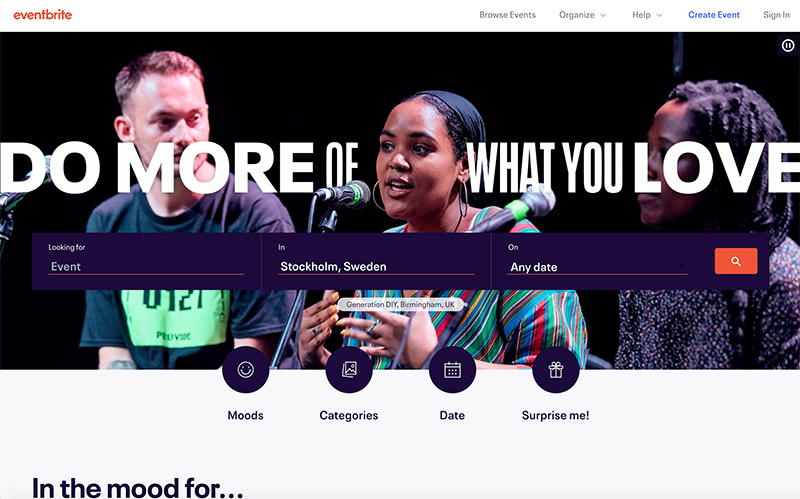 eventbrite
Browse Events Organize Help Create Event Sign In
DO MORE OF WHAT YOU LOVE
Looking for In On
Event Stockholm, Sweden Any date
Generation DIY, Birmingham, UK
PROVIDE
Moods Categories Date Surprise me!
In the mood for...